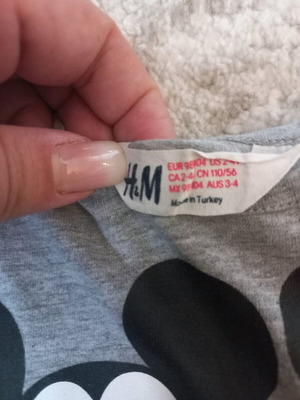 H&M
EUR 98/104 US 2-4Y
CA 2-4 CN 110/56
MX 98/104 AUS 3-4
Made in Turkey